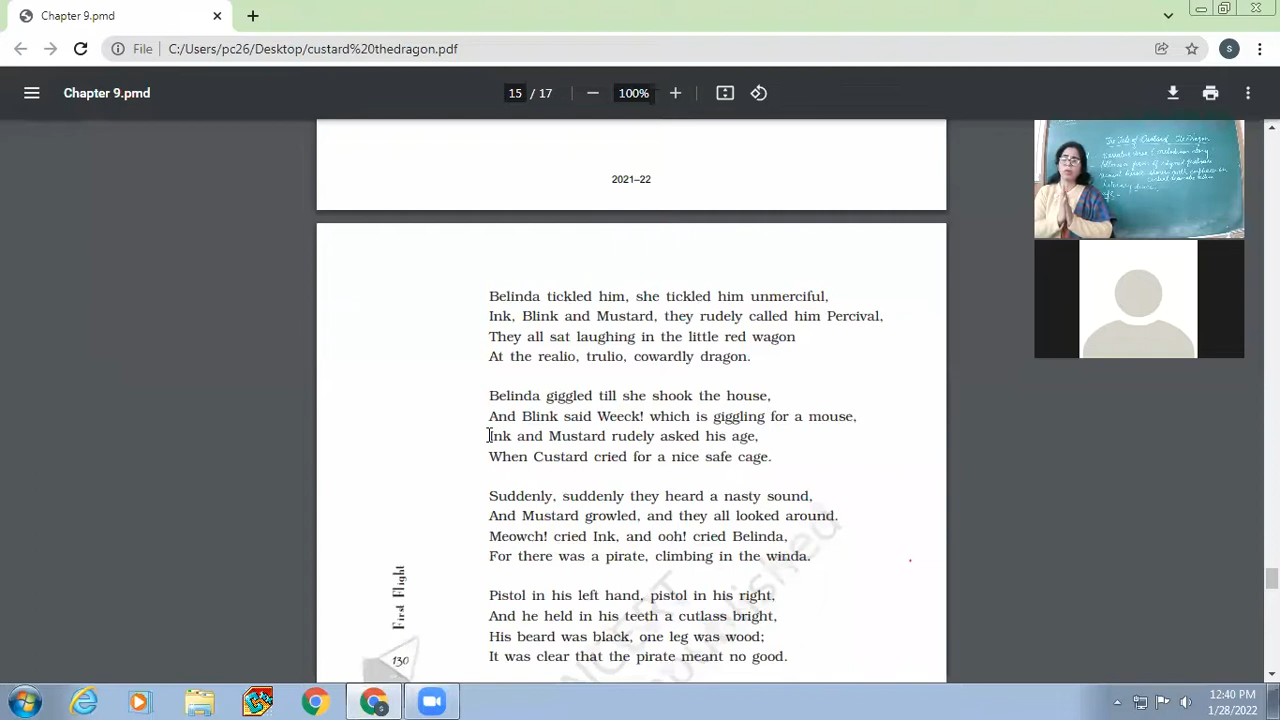 Chapter 9.pmd
File
C:/Users/pc26/Desktop/custard%20thedragon.pdf
S
Chapter 9.pmd
15 / 17
100%
2021–22
The Tale of Custard The Dragon
Belinda tickled him, she tickled him unmerciful,
Ink, Blink and Mustard, they rudely called him Percival,
They all sat laughing in the little red wagon
At the realio, trulio, cowardly dragon.
Belinda giggled till she shook the house,
And Blink said Weeck! which is giggling for a mouse,
Ink and Mustard rudely asked his age,
When Custard cried for a nice safe cage.
Suddenly, suddenly they heard a nasty sound,
And Mustard growled, and they all looked around.
Meowch! cried Ink, and ooh! cried Belinda,
For there was a pirate, climbing in the winda.
Pistol in his left hand, pistol in his right,
And he held in his teeth a cutlass bright,
His beard was black, one leg was wood;
It was clear that the pirate meant no good.
First Flight
130
12:40 PM
1/28/2022